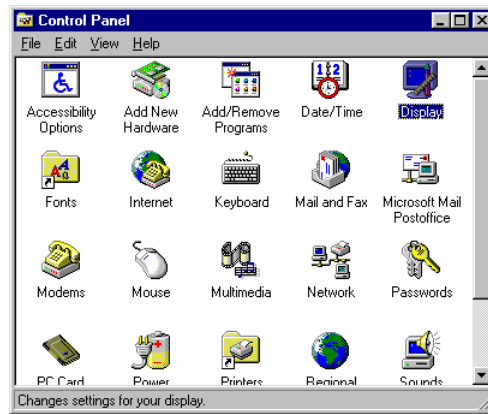 Control Panel
File Edit View Help
Accessibility Options
Add New Hardware
Add/Remove Programs
Date/Time
Display
Fonts
Internet
Keyboard
Mail and Fax
Microsoft Mail Postoffice
Modems
Mouse
Multimedia
Network
Passwords
PC Card
Power
Printers
Regional
Sounds
Changes settings for your display.